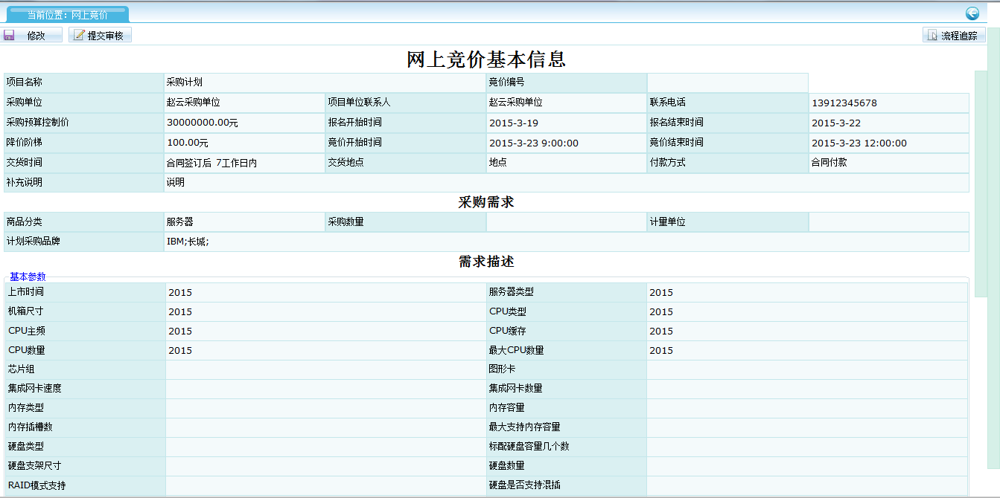 当前位置：网上竞价
修改 提交审核 流程追踪
网上竞价基本信息
项目名称 采购计划 竞价编号
采购单位 赵云采购单位 项目单位联系人 赵云采购单位 联系电话 13912345678
采购预算控制价 30000000.00元 报名开始时间 2015-3-19 报名结束时间 2015-3-22
降价阶梯 100.00元 竞价开始时间 2015-3-23 9:00:00 竞价结束时间 2015-3-23 12:00:00
交货时间 合同签订后 7工作日内 交货地点 地点 付款方式 合同付款
补充说明 说明
采购需求
商品分类 服务器 采购数量 计量单位
计划采购品牌 IBM;长城;
需求描述
基本参数
上市时间 2015 服务器类型 2015
机箱尺寸 2015 CPU类型 2015
CPU主频 2015 CPU缓存 2015
CPU数量 2015 最大CPU数量 2015
芯片组 图形卡
集成网卡速度 集成网卡数量
内存类型 内存容量
内存插槽数 最大支持内存容量
硬盘类型 标配硬盘容量几个数
硬盘支架尺寸 硬盘数量
RAID模式支持 硬盘是否支持混插